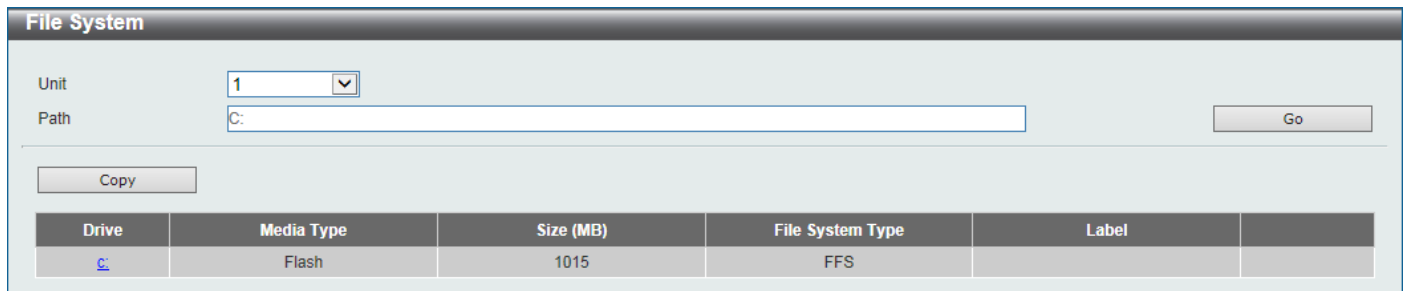 File System
Unit 1
Path C: Go
Copy
Drive Media Type Size (MB) File System Type Label
c: Flash 1015 FFS